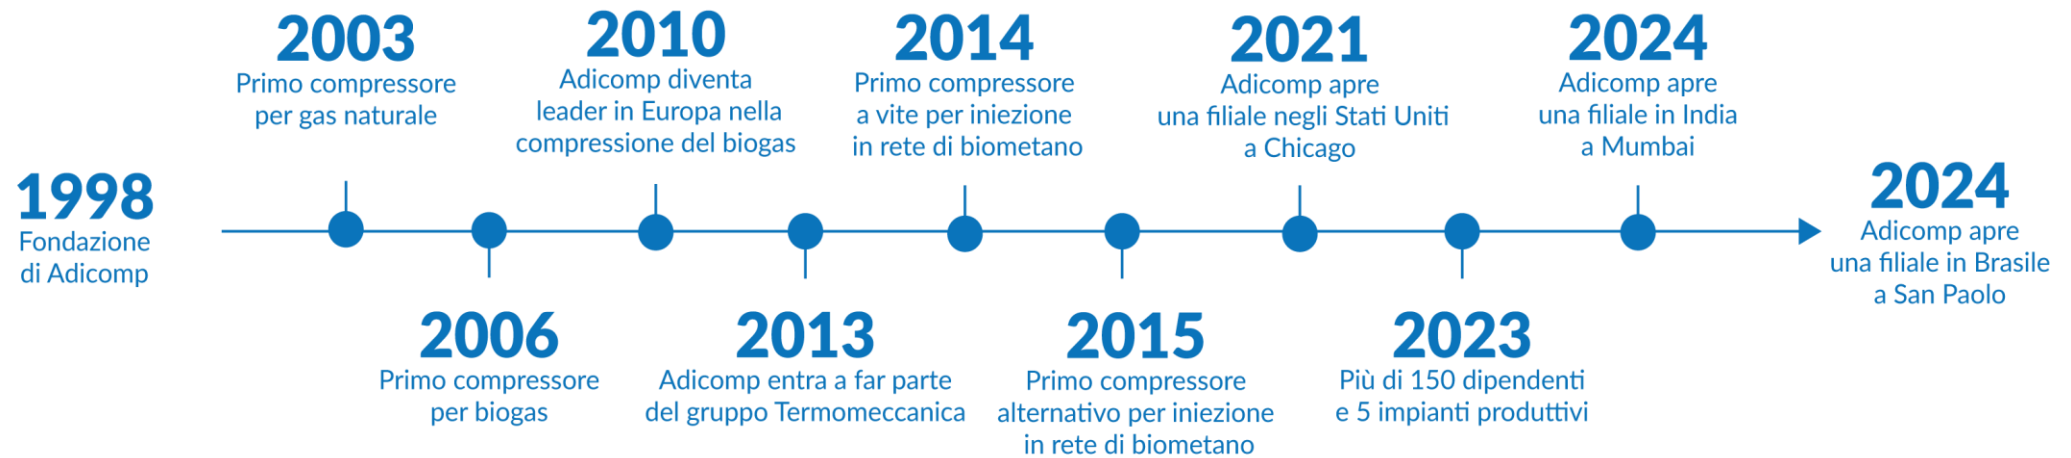 1998
Fondazione
di Adicomp
2003
Primo compressore
per gas naturale
2006
Primo compressore
per biogas
2010
Adicomp diventa
leader in Europa nella
compressione del biogas
2013
Adicomp entra a far parte
del gruppo Termomeccanica
2014
Primo compressore
a vite per iniezione
in rete di biometano
2015
Primo compressore
alternativo per iniezione
in rete di biometano
2021
Adicomp apre
una filiale negli Stati Uniti
a Chicago
2023
Più di 150 dipendenti
e 5 impianti produttivi
2024
Adicomp apre
una filiale in India
a Mumbai
2024
Adicomp apre
una filiale in Brasile
a San Paolo